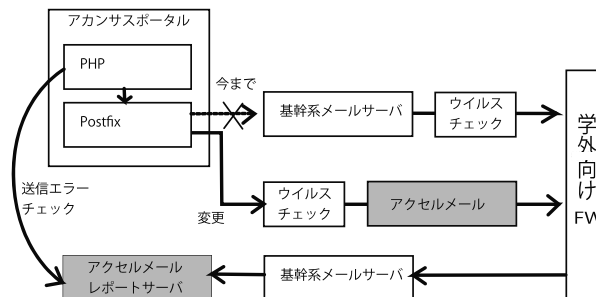 アカンサスポータル
PHP
Postfix
今まで
基幹系メールサーバ
ウイルス
チェック
学外向けFW
送信エラー
チェック
変更
ウイルス
チェック
アクセルメール
アクセルメール
レポートサーバ
基幹系メールサーバ